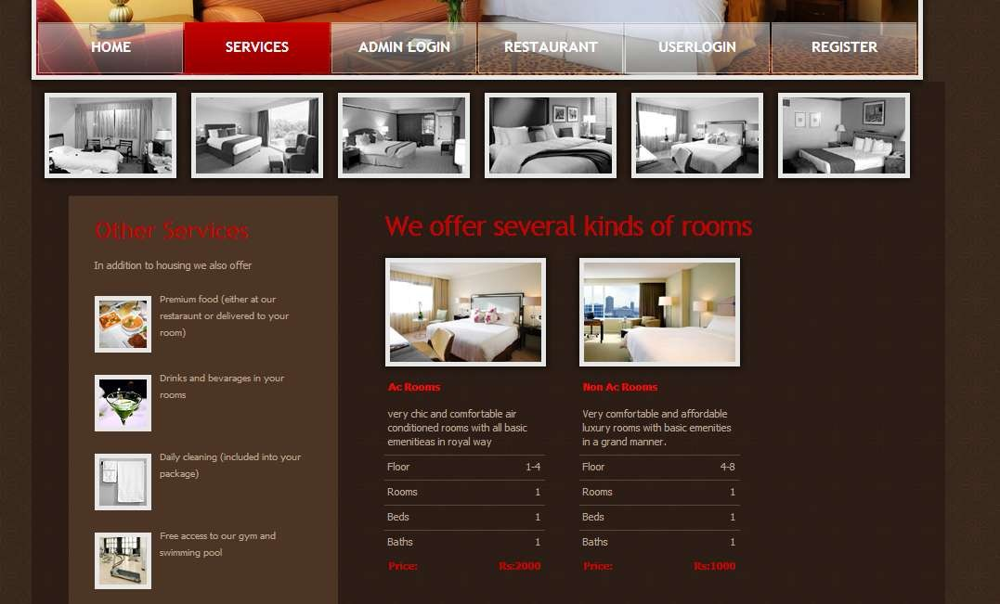 HOME
SERVICES
ADMIN LOGIN
RESTAURANT
USERLOGIN
REGISTER
Other Services
In addition to housing we also offer
Premium food (either at our
restaraunt or delivered to your
room)
Drinks and bevarages in your
rooms
Daily cleaning (included into your
package)
Free access to our gym and
swimming pool
We offer several kinds of rooms
Ac Rooms
very chic and comfortable air
conditioned rooms with all basic
emenitieas in royal way
Floor 1-4
Rooms 1
Beds 1
Baths 1
Price: Rs:2000
Non Ac Rooms
Very comfortable and affordable
luxury rooms with basic emenities
in a grand manner.
Floor 4-8
Rooms 1
Beds 1
Baths 1
Price: Rs:1000